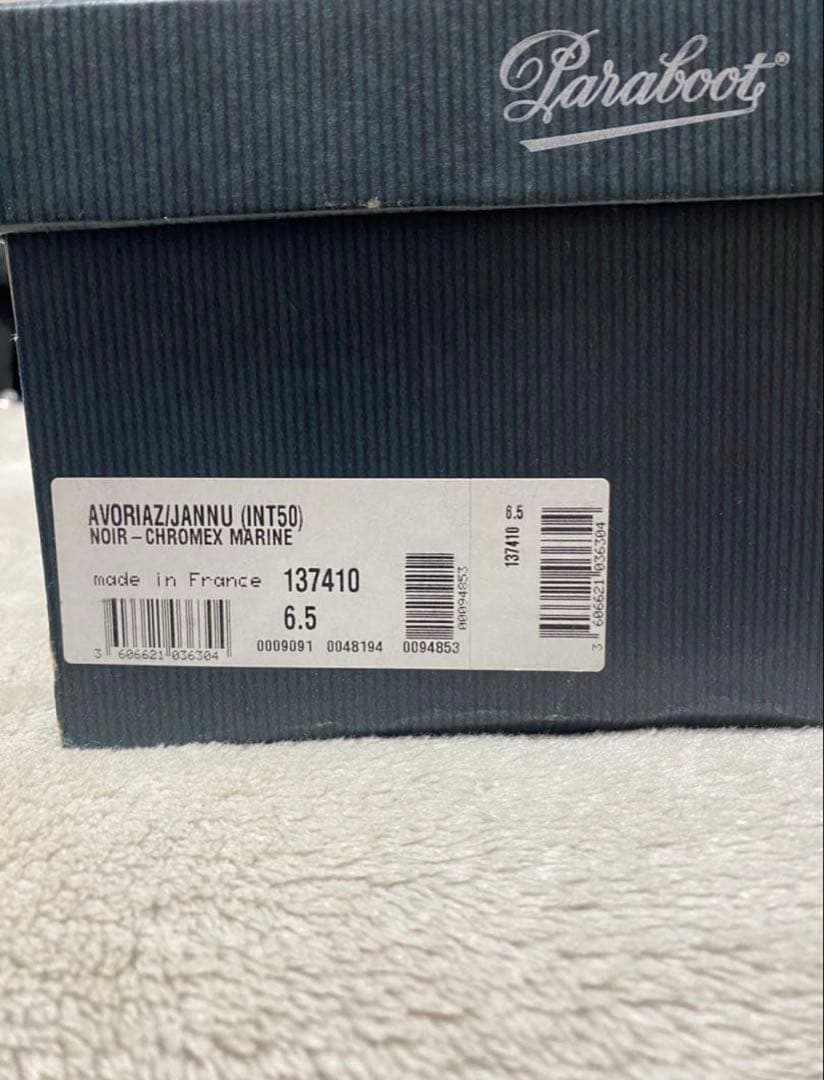 Paraboot®
AVORIAZ/JANNU (INT50)
NOIR – CHROMEX MARINE
made in France 137410
6.5
3 606621 036304
0009091 0048194 0094853
00094853
6.5
137410
3 606621 036304